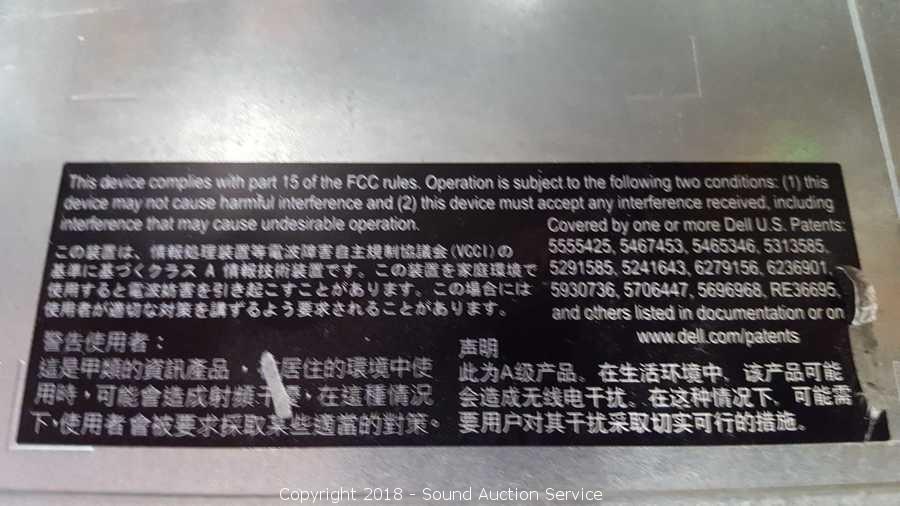 This device complies with part 15 of the FCC rules. Operation is subject to the following two conditions: (1) this
device may not cause harmful interference and (2) this device must accept any interference received, including
interference that may cause undesirable operation.
Covered by one or more Dell U.S. Patents:
5555425, 5467453, 5465346, 5313585,
5291585, 5241643, 6279156, 6236901,
5930736, 5706447, 5696968, RE36695,
and others listed in documentation or on
www.dell.com/patents
この装置は、情報処理装置等電波障害自主規制協議会(VCCI)の
基準に基づくクラス A 情報技術装置です。この装置を家庭環境で
使用すると電波妨害を引き起こすことがあります。この場合には
使用者が適切な対策を講ずるよう要求されることがあります。
警告使用者：
這是甲類的資訊產品，居住的環境中使
用時，可能會造成射頻干，在這種情況
下，使用者會被要求採取某些適當的對策。
声明
此为A级产品、在生活环境中、该产品可能
会造成无线电干扰、在这种情况下、可能需
要用户对其干扰采取切实可行的措施。
Copyright 2018 - Sound Auction Service